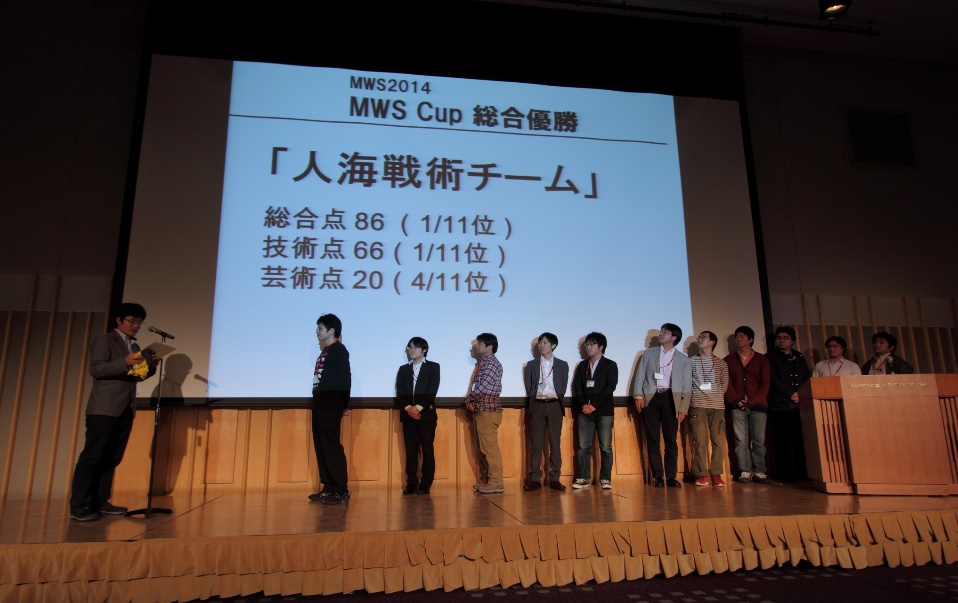 MWS2014
MWS Cup 総合優勝
「人海戦術チーム」
総合点 86 ( 1/11位 )
技術点 66 ( 1/11位 )
芸術点 20 ( 4/11位 )